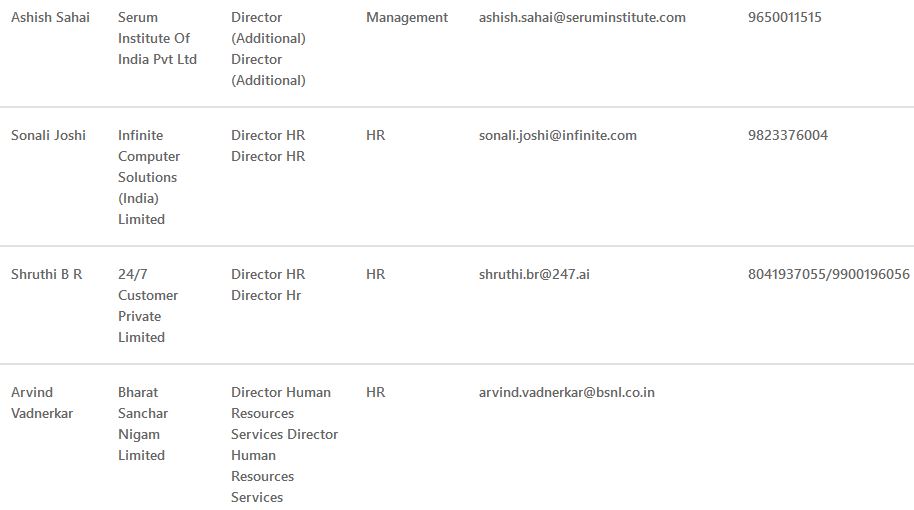 Ashish Sahai Serum Director Management ashish.sahai@seruminstitute.com 9650011515
Institute Of (Additional)
India Pvt Ltd Director
(Additional)
Sonali Joshi Infinite Director HR HR sonali.joshi@infinite.com 9823376004
Computer Director HR
Solutions
(India)
Limited
Shruthi B R 24/7 Director HR HR shruthi.br@247.ai 8041937055/9900196056
Customer Director Hr
Private
Limited
Arvind Bharat Director Human HR arvind.vadnerkar@bsnl.co.in
Vadnerkar Sanchar Resources
Nigam Services Director
Limited Human
Resources
Services